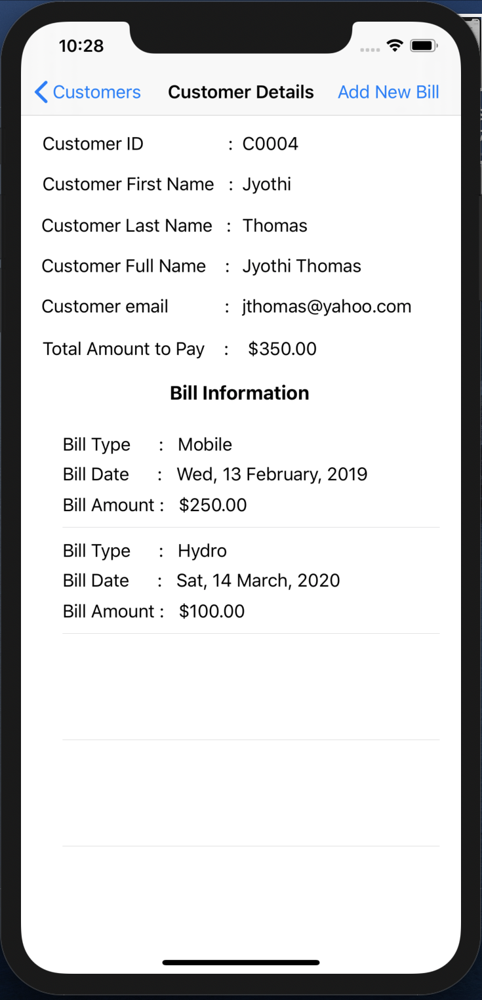 10:28
Customers Customer Details Add New Bill
Customer ID : C0004
Customer First Name : Jyothi
Customer Last Name : Thomas
Customer Full Name : Jyothi Thomas
Customer email : jthomas@yahoo.com
Total Amount to Pay : $350.00
Bill Information
Bill Type : Mobile
Bill Date : Wed, 13 February, 2019
Bill Amount : $250.00
Bill Type : Hydro
Bill Date : Sat, 14 March, 2020
Bill Amount : $100.00